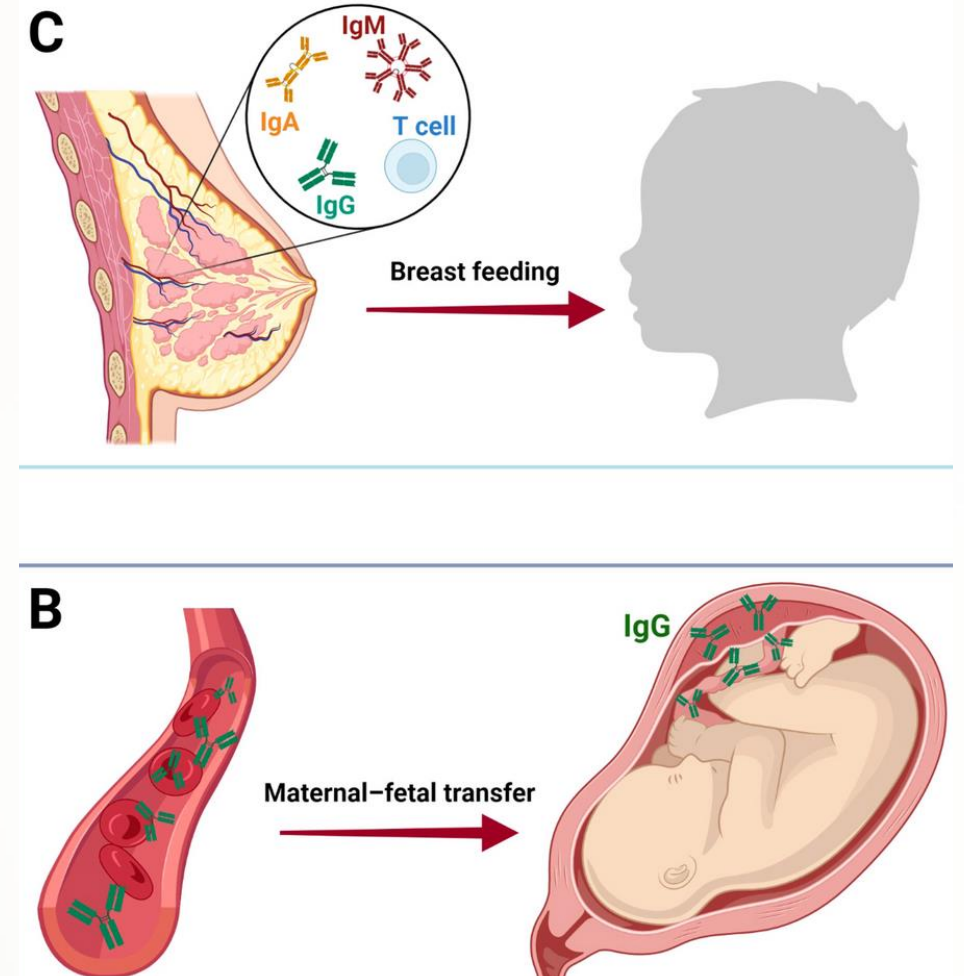 C
IgM
IgA
T cell
IgG
Breast feeding
B
IgG
Maternal–fetal transfer